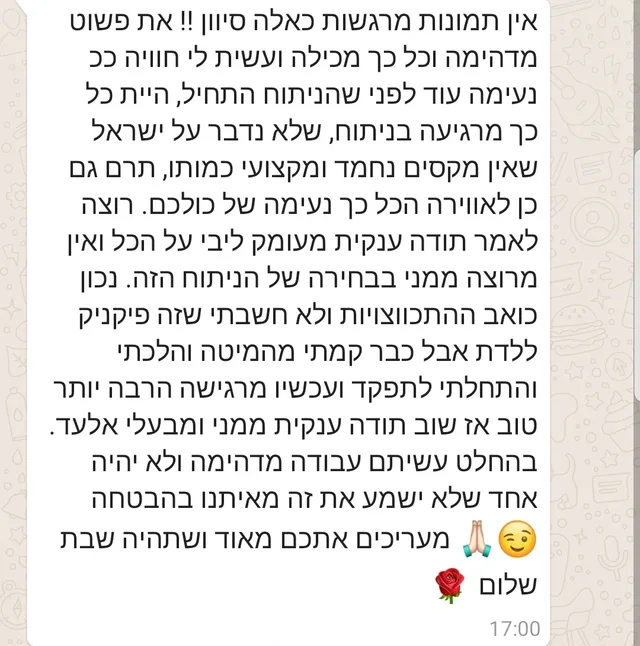 אין תמונות מרגשות כאלה סיוון !! את פשוט
מדהימה וכל כך מכילה ועשית לי חוויה ככ
נעימה עוד לפני שהניתוח התחיל, היית כל
כך מרגיעה בניתוח, שלא נדבר על ישראל
שאין מקסים נחמד ומקצועי כמותו, תרם גם
כן לאווירה הכל כך נעימה של כולכם. רוצה
לאמר תודה ענקית מעומק ליבי על הכל ואין
מרוצה ממני בבחירה של הניתוח הזה. נכון
כואב ההתכווצויות ולא חשבתי שזה פיקניק
ללדת אבל כבר קמתי מהמיטה והלכתי
והתחלתי לתפקד ועכשיו מרגישה הרבה יותר
טוב אז שוב תודה ענקית ממני ומבעלי אלעד.
בהחלט עשיתם עבודה מדהימה ולא יהיה
אחד שלא ישמע את זה מאיתנו בהבטחה
😉🙏🏻 מעריכים אתכם מאוד ושתהיה שבת
שלום 🌹
17:00